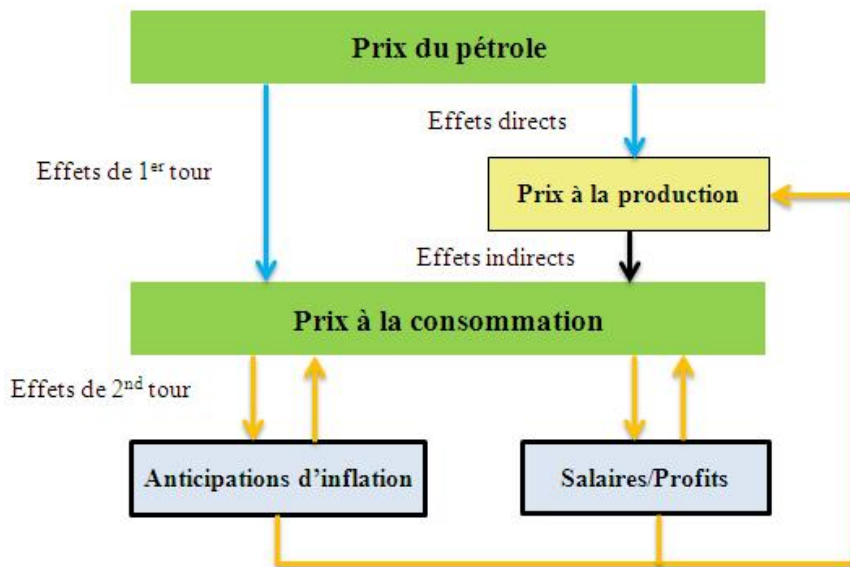 Prix du pétrole
Effets directs
Effets de 1er tour
Prix à la production
Effets indirects
Prix à la consommation
Effets de 2nd tour
Anticipations d’inflation
Salaires/Profits